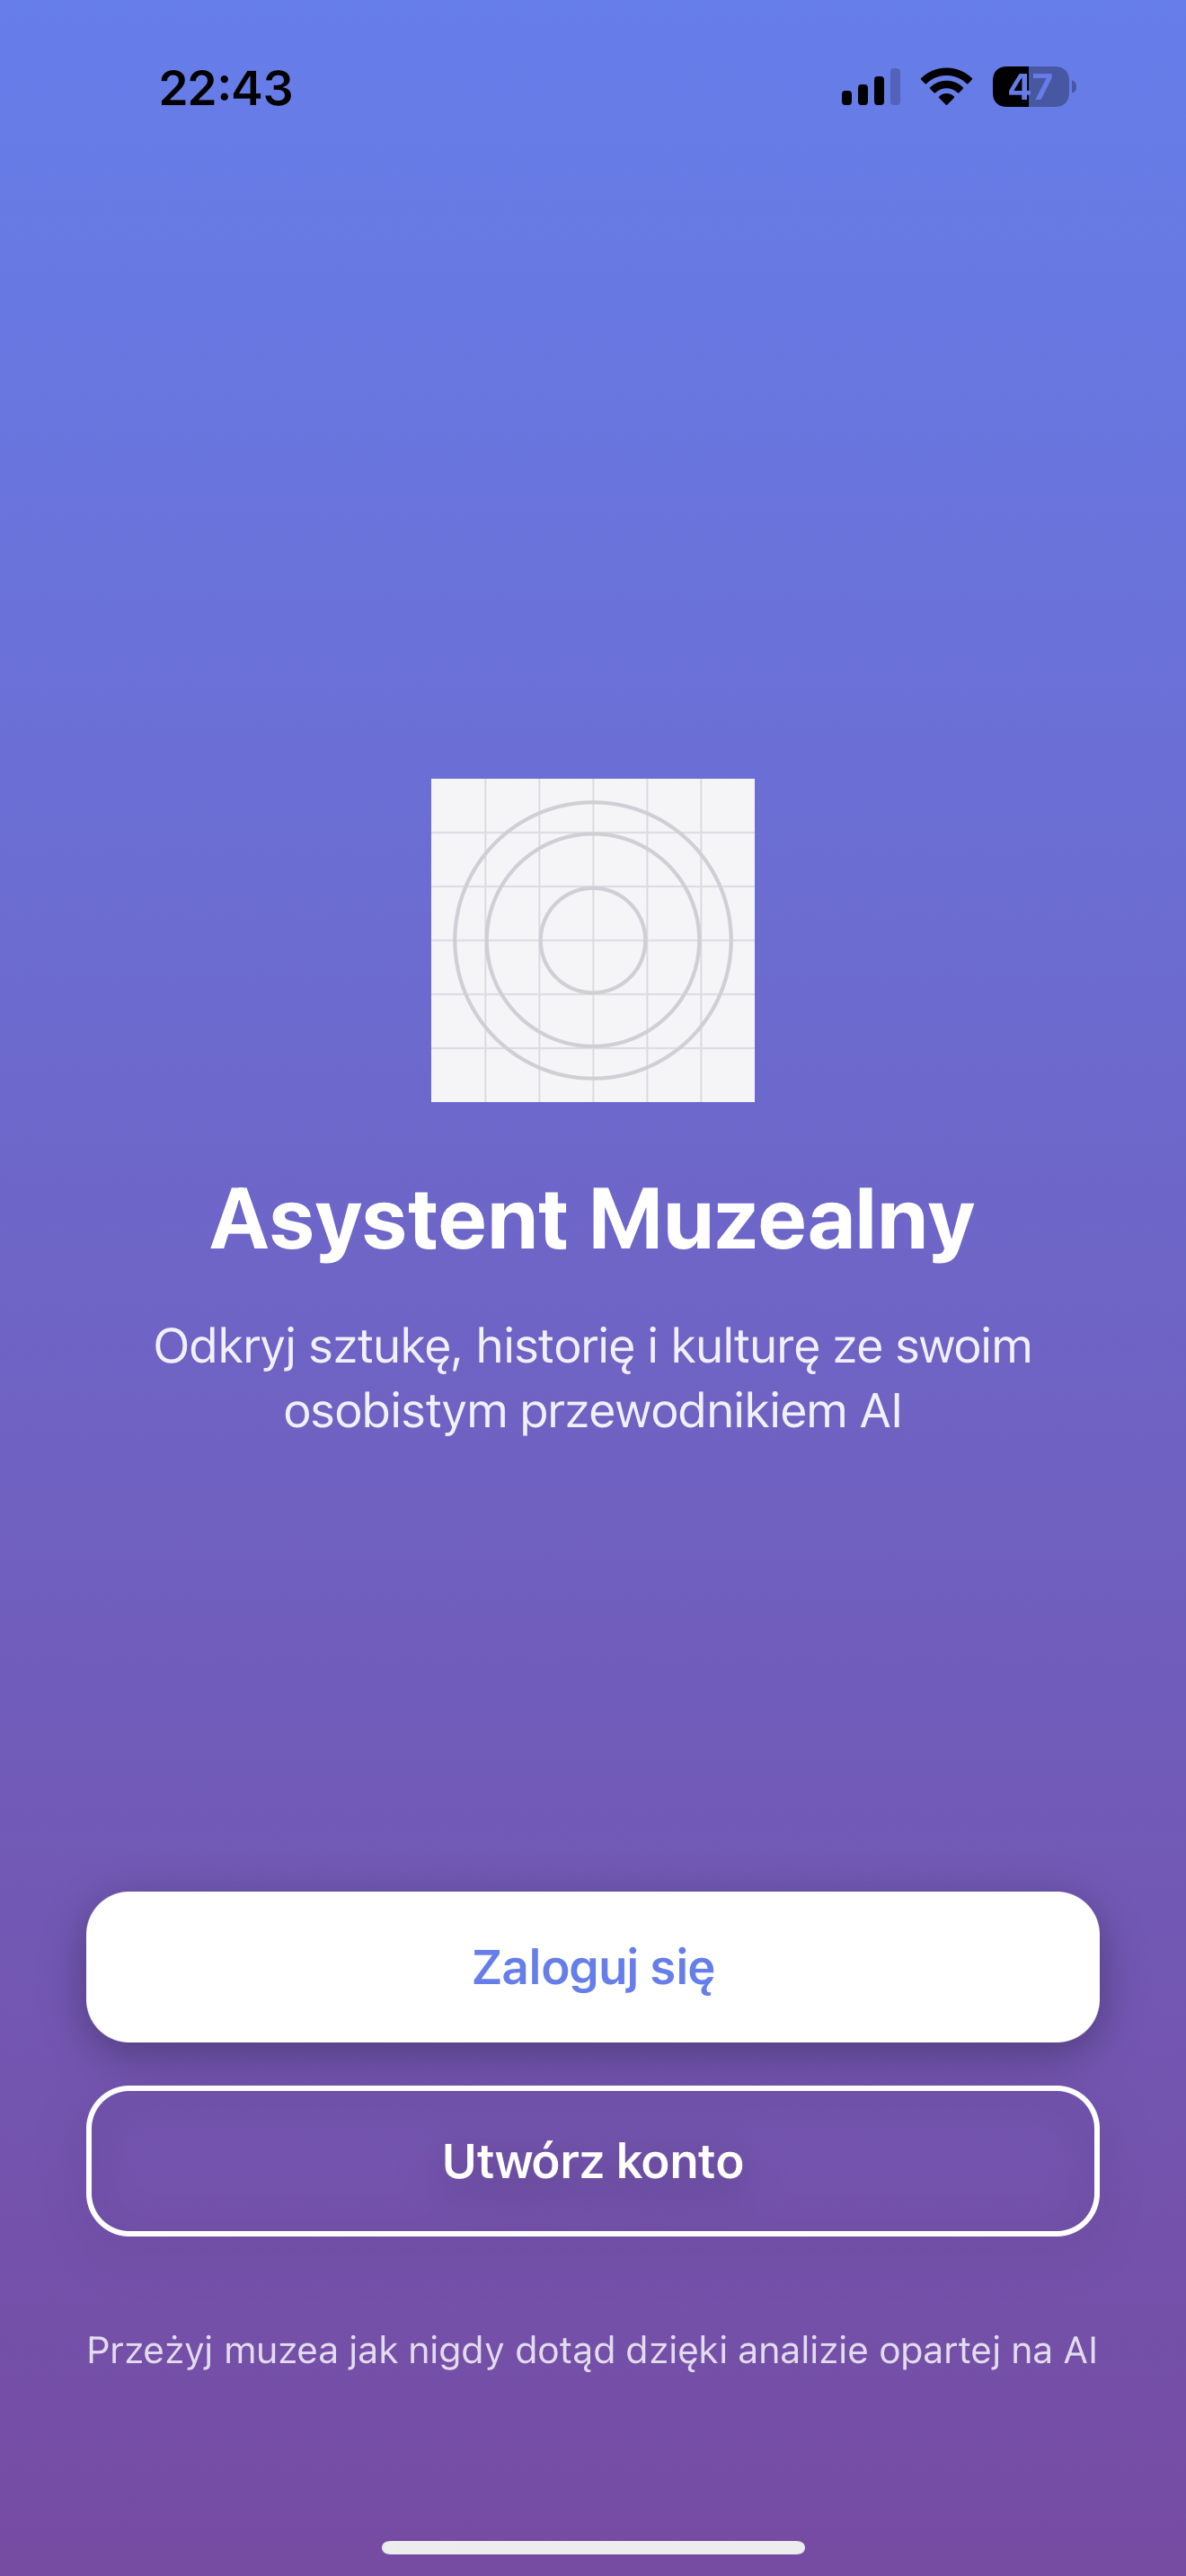 22:43
47
Asystent Muzealny
Odkryj sztukę, historię i kulturę ze swoim
osobistym przewodnikiem AI
Zaloguj się
Utwórz konto
Przeżyj muzea jak nigdy dotąd dzięki analizie opartej na AI